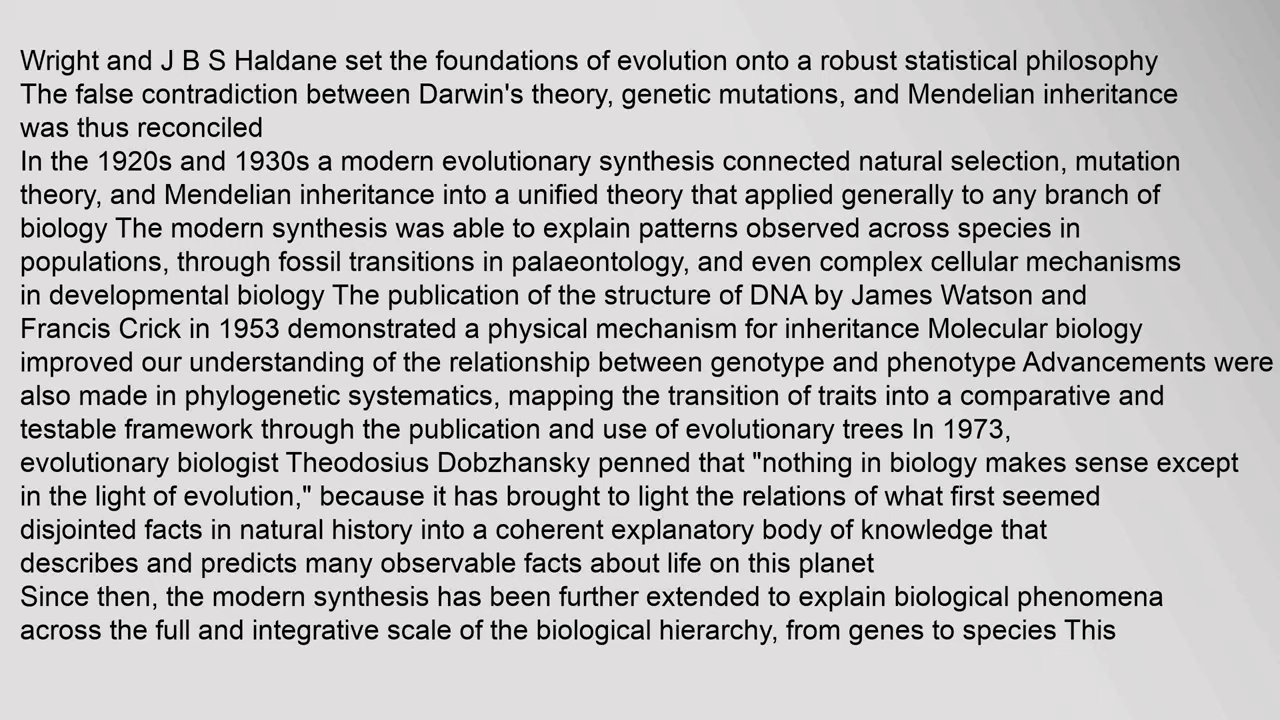 Wright and J B S Haldane set the foundations of evolution onto a robust statistical philosophy
The false contradiction between Darwin's theory, genetic mutations, and Mendelian inheritance
was thus reconciled
In the 1920s and 1930s a modern evolutionary synthesis connected natural selection, mutation
theory, and Mendelian inheritance into a unified theory that applied generally to any branch of
biology The modern synthesis was able to explain patterns observed across species in
populations, through fossil transitions in palaeontology, and even complex cellular mechanisms
in developmental biology The publication of the structure of DNA by James Watson and
Francis Crick in 1953 demonstrated a physical mechanism for inheritance Molecular biology
improved our understanding of the relationship between genotype and phenotype Advancements were
also made in phylogenetic systematics, mapping the transition of traits into a comparative and
testable framework through the publication and use of evolutionary trees In 1973,
evolutionary biologist Theodosius Dobzhansky penned that "nothing in biology makes sense except
in the light of evolution," because it has brought to light the relations of what first seemed
disjointed facts in natural history into a coherent explanatory body of knowledge that
describes and predicts many observable facts about life on this planet
Since then, the modern synthesis has been further extended to explain biological phenomena
across the full and integrative scale of the biological hierarchy, from genes to species This